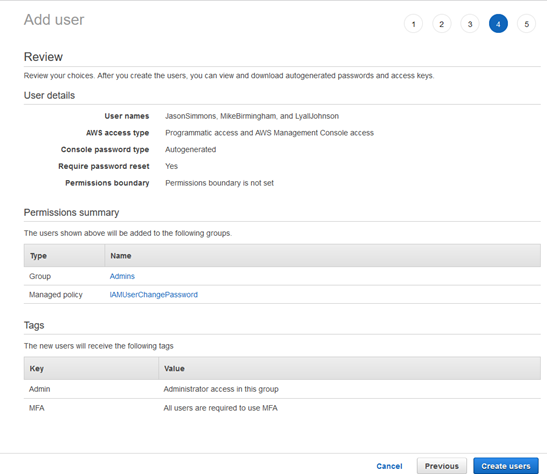 Add user
1 2 3 4 5
Review
Review your choices. After you create the users, you can view and download autogenerated passwords and access keys.
User details
User names JasonSimmons, MikeBirmingham, and LyallJohnson
AWS access type Programmatic access and AWS Management Console access
Console password type Autogenerated
Require password reset Yes
Permissions boundary Permissions boundary is not set
Permissions summary
The users shown above will be added to the following groups.
Type Name
Group Admins
Managed policy IAMUserChangePassword
Tags
The new users will receive the following tags
Key Value
Admin Administrator access in this group
MFA All users are required to use MFA
Cancel Previous Create users